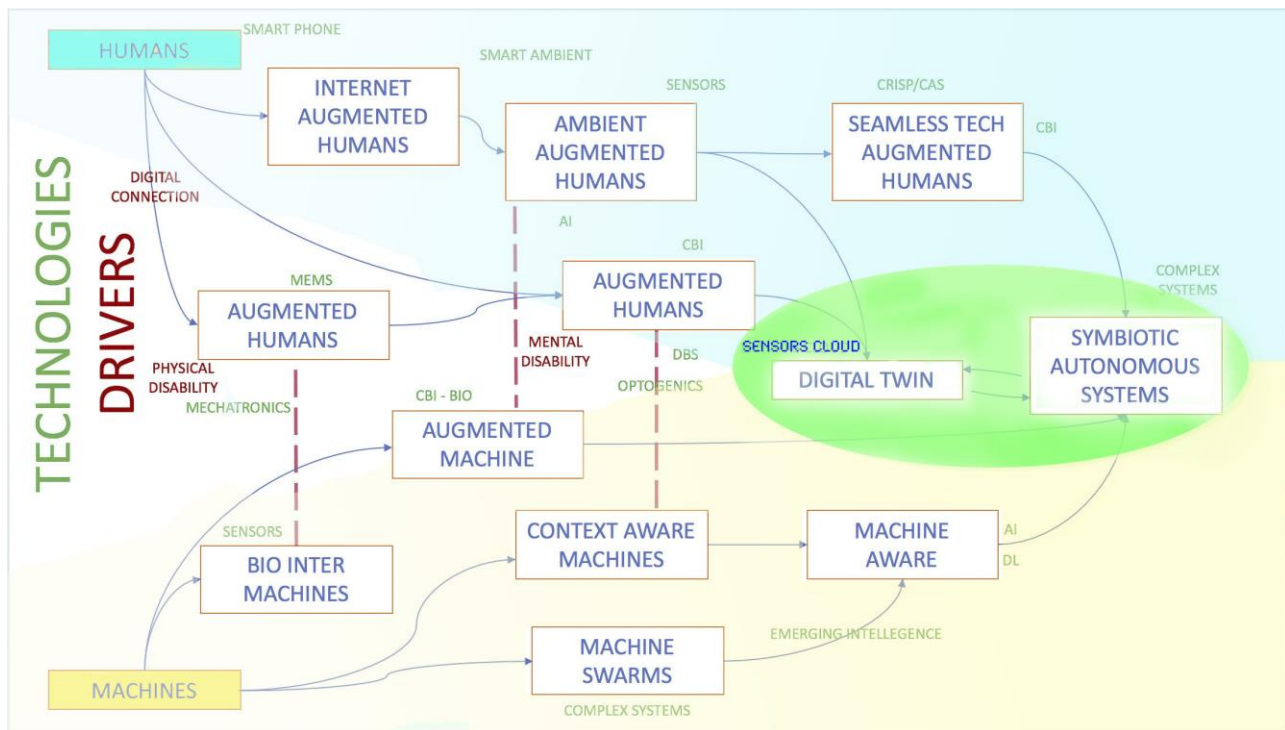 HUMANS
SMART PHONE
SMART AMBIENT
INTERNET
AUGMENTED
HUMANS
SENSORS
CRISP/CAS
AMBIENT
AUGMENTED
HUMANS
SEAMLESS TECH
AUGMENTED
HUMANS
CBI
TECHNOLOGIES
DRIVERS
DIGITAL
CONNECTION
AI
CBI
MEMS
AUGMENTED
HUMANS
AUGMENTED
HUMANS
COMPLEX
SYSTEMS
PHYSICAL
DISABILITY
MECHATRONICS
MENTAL
DISABILITY
DBS
OPTOGENICS
SENSORS CLOUD
DIGITAL TWIN
SYMBIOTIC
AUTONOMOUS
SYSTEMS
CBI - BIO
AUGMENTED
MACHINE
SENSORS
BIO INTER
MACHINES
CONTEXT AWARE
MACHINES
MACHINE
AWARE
AI
DL
EMERGING INTELLEGENCE
MACHINE
SWARMS
MACHINES
COMPLEX SYSTEMS